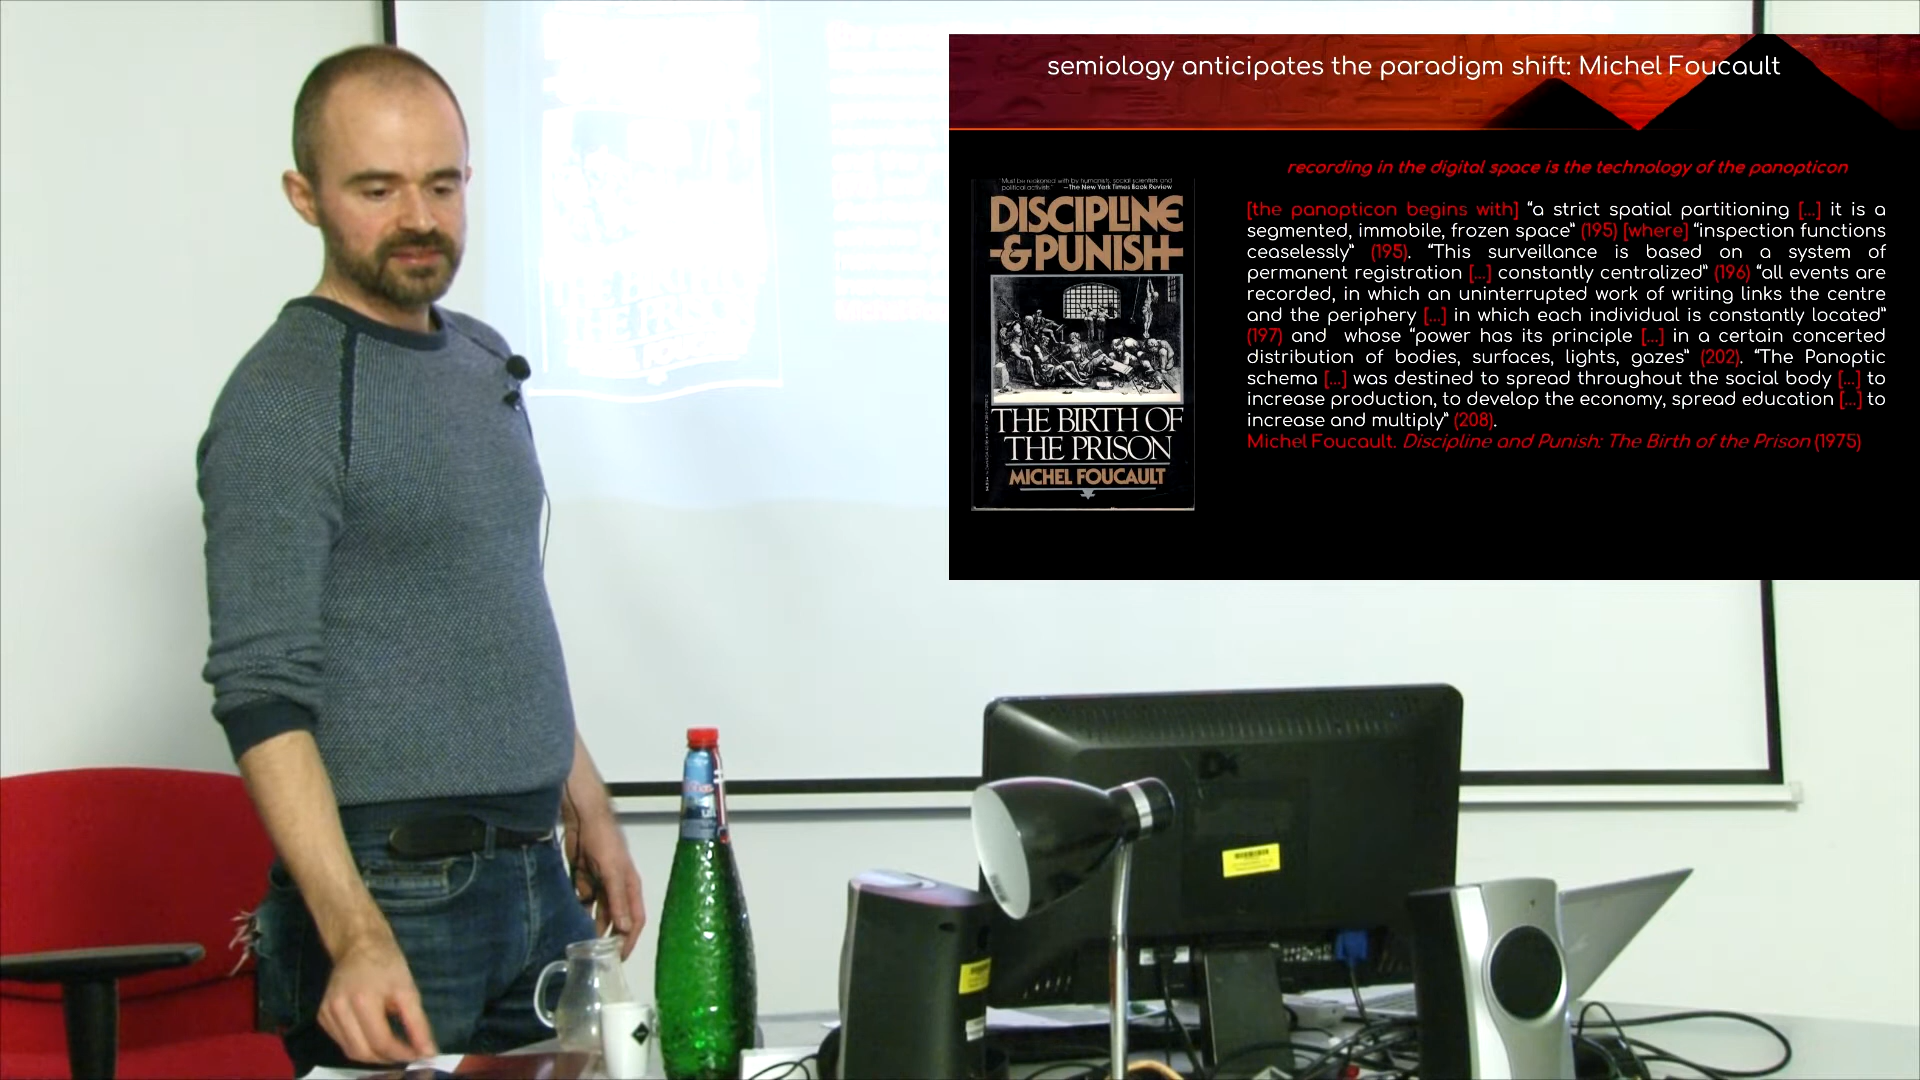 semiology anticipates the paradigm shift: Michel Foucault
recording in the digital space is the technology of the panopticon
"Must be reckoned with by humanists, social scientists and
political activists." —The New York Times Book Review
DISCIPLINE
& PUNISH
THE BIRTH OF
THE PRISON
MICHEL FOUCAULT
[the panopticon begins with] “a strict spatial partitioning [...] it is a
segmented, immobile, frozen space” (195) [where] “inspection functions
ceaselessly” (195). “This surveillance is based on a system of
permanent registration [...] constantly centralized” (196) “all events are
recorded, in which an uninterrupted work of writing links the centre
and the periphery [...] in which each individual is constantly located”
(197) and whose “power has its principle [...] in a certain concerted
distribution of bodies, surfaces, lights, gazes” (202). “The Panoptic
schema [...] was destined to spread throughout the social body [...] to
increase production, to develop the economy, spread education [...] to
increase and multiply” (208).
Michel Foucault. Discipline and Punish: The Birth of the Prison (1975)